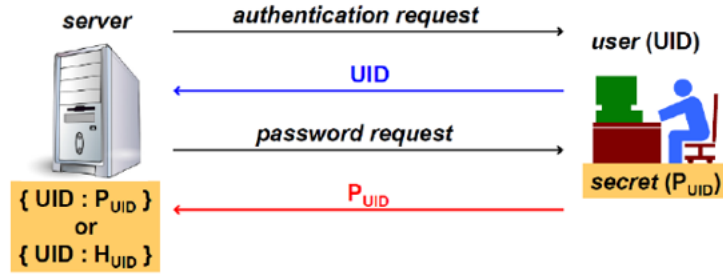 server
authentication request
user (UID)
UID
password request
secret (PUID)
PUID
{ UID : PUID }
or
{ UID : HUID }